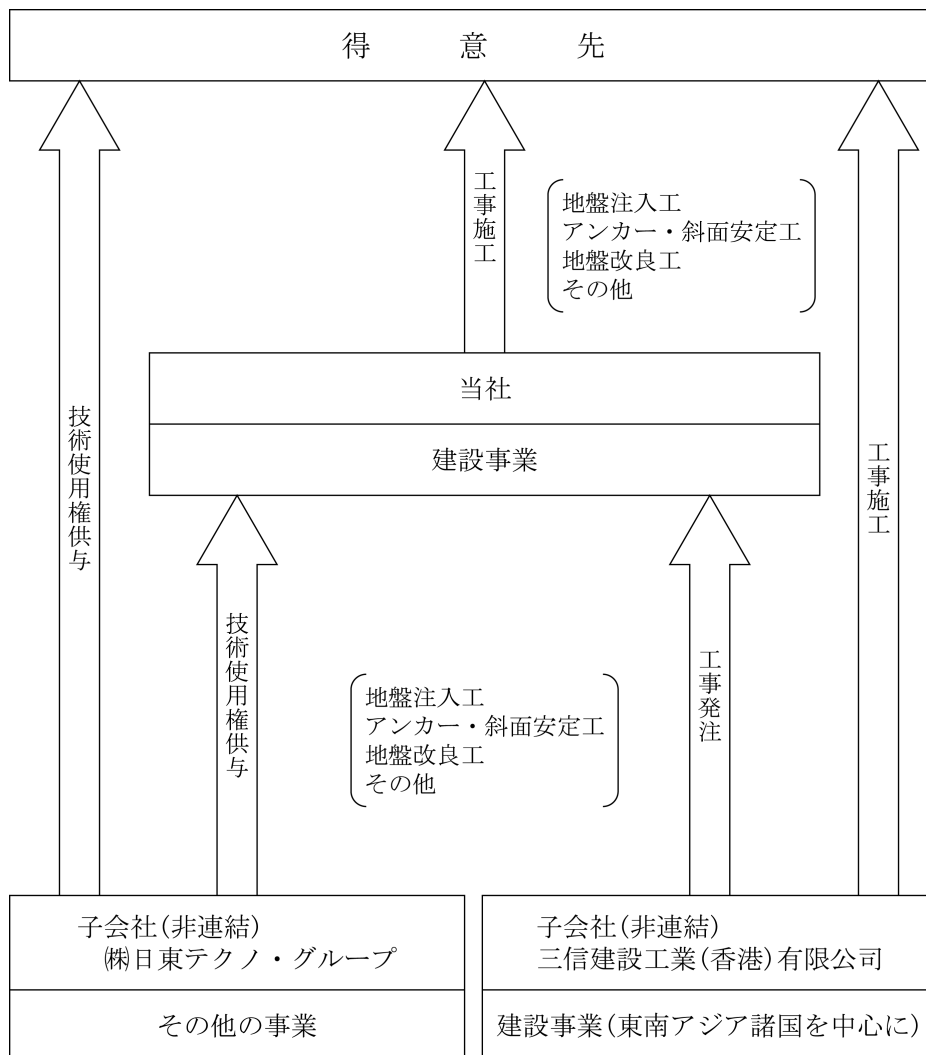 得意先
工事施工
地盤注入工
アンカー・斜面安定工
地盤改良工
その他
当社
建設事業
技術使用権供与
工事施工
技術使用権供与
地盤注入工
アンカー・斜面安定工
地盤改良工
その他
工事発注
子会社(非連結)
㈱日東テクノ・グループ
その他の事業
子会社(非連結)
三信建設工業(香港)有限公司
建設事業(東南アジア諸国を中心に)